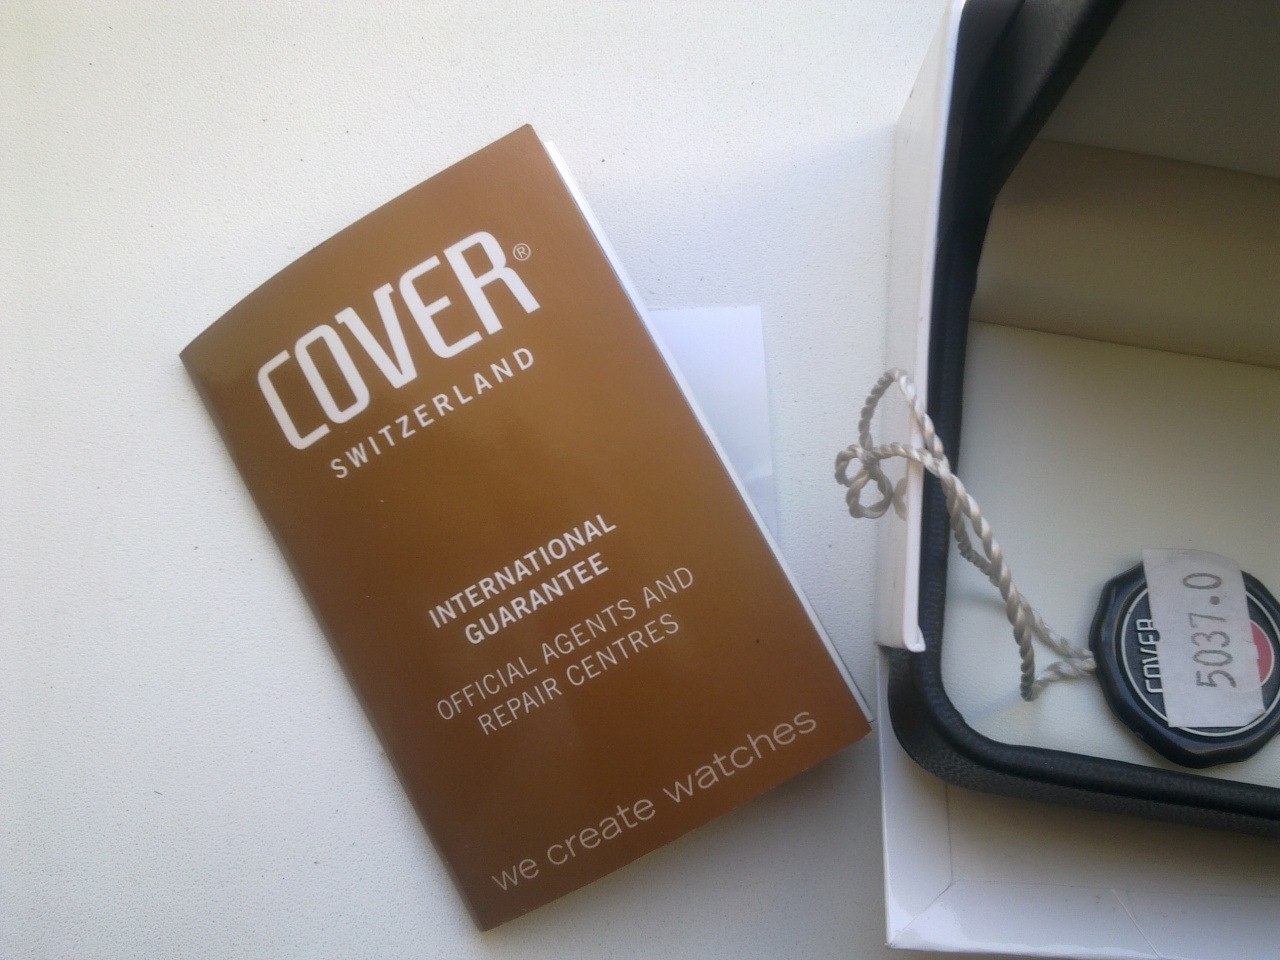 COVER®
SWITZERLAND
INTERNATIONAL
GUARANTEE
OFFICIAL AGENTS AND
REPAIR CENTRES
we create watches
COVER
5037.0